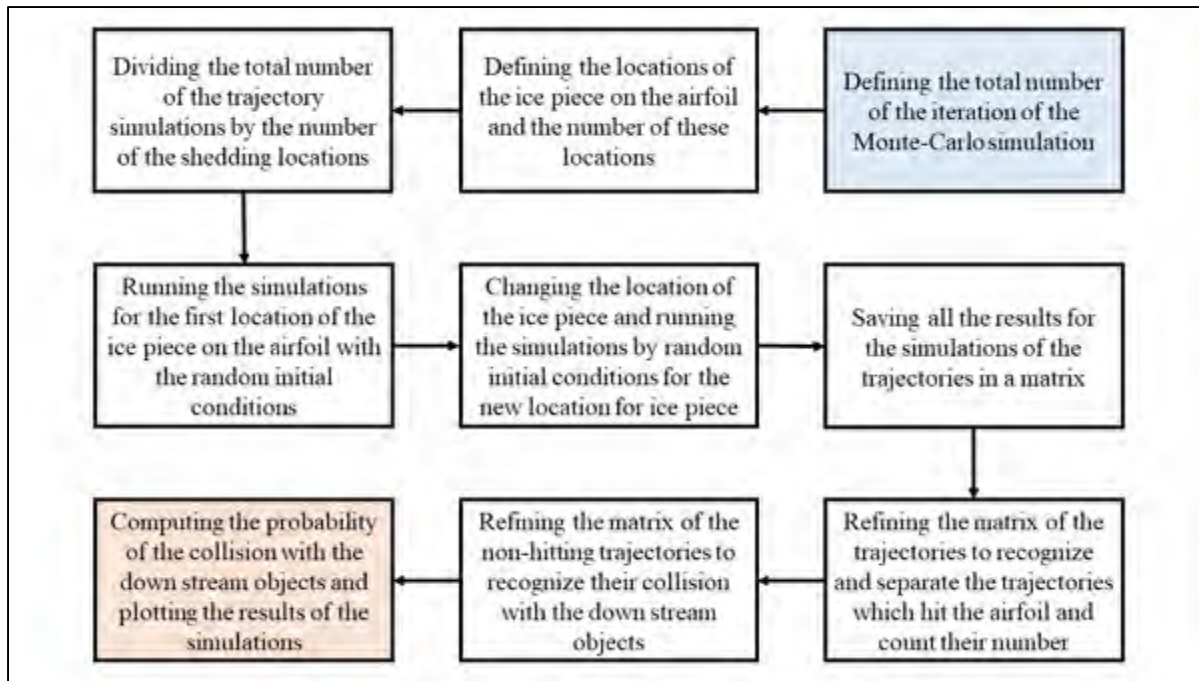 Defining the total number
of the iteration of the
Monte-Carlo simulation
Defining the locations of
the ice piece on the airfoil
and the number of these
locations
Dividing the total number
of the trajectory
simulations by the number
of the shedding locations
Running the simulations
for the first location of the
ice piece on the airfoil with
the random initial
conditions
Changing the location of
the ice piece and running
the simulations by random
initial conditions for the
new location for ice piece
Saving all the results for
the simulations of the
trajectories in a matrix
Refining the matrix of the
trajectories to recognize
and separate the trajectories
which hit the airfoil and
count their number
Refining the matrix of the
non-hitting trajectories to
recognize their collision
with the down stream
objects
Computing the probability
of the collision with the
down stream objects and
plotting the results of the
simulations